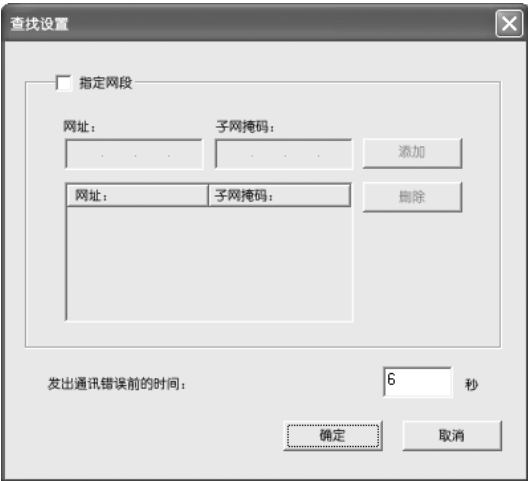 查找设置
指定网段
网址： 子网掩码：
. . . . . . 添加
网址： 子网掩码： 删除
发出通讯错误前的时间： 6 秒
确定 取消